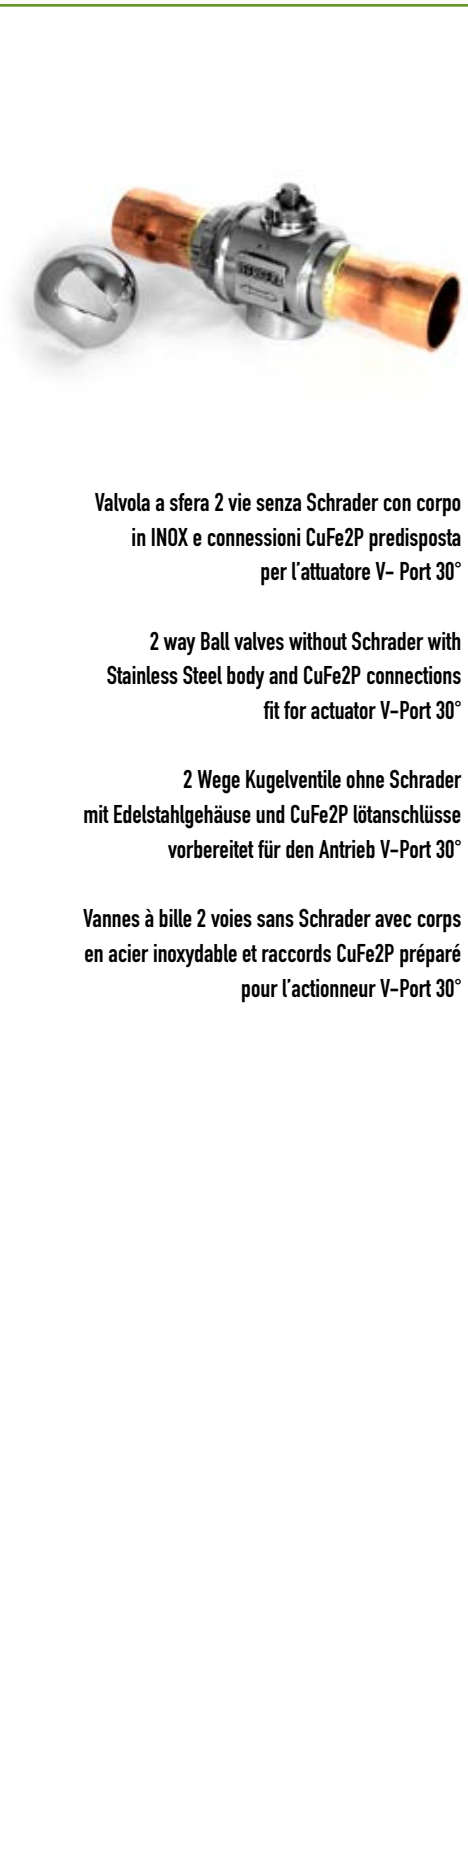 Valvola a sfera 2 vie senza Schrader con corpo
in INOX e connessioni CuFe2P predisposta
per l'attuatore V- Port 30°
2 way Ball valves without Schrader with
Stainless Steel body and CuFe2P connections
fit for actuator V-Port 30°
2 Wege Kugelventile ohne Schrader
mit Edelstahlgehäuse und CuFe2P lötanschlüsse
vorbereitet für den Antrieb V-Port 30°
Vannes à bille 2 voies sans Schrader avec corps
en acier inoxydable et raccords CuFe2P préparé
pour l'actionneur V-Port 30°